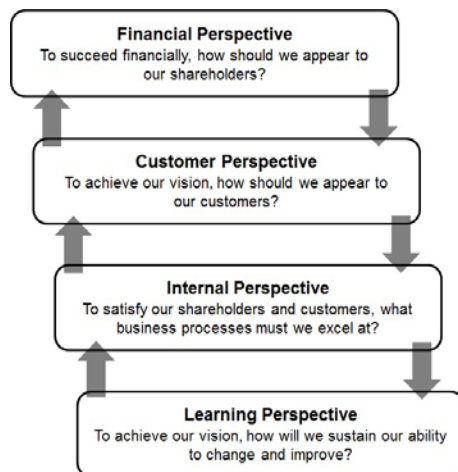 Financial Perspective
To succeed financially, how should we appear to
our shareholders?
Customer Perspective
To achieve our vision, how should we appear to
our customers?
Internal Perspective
To satisfy our shareholders and customers, what
business processes must we excel at?
Learning Perspective
To achieve our vision, how will we sustain our ability
to change and improve?